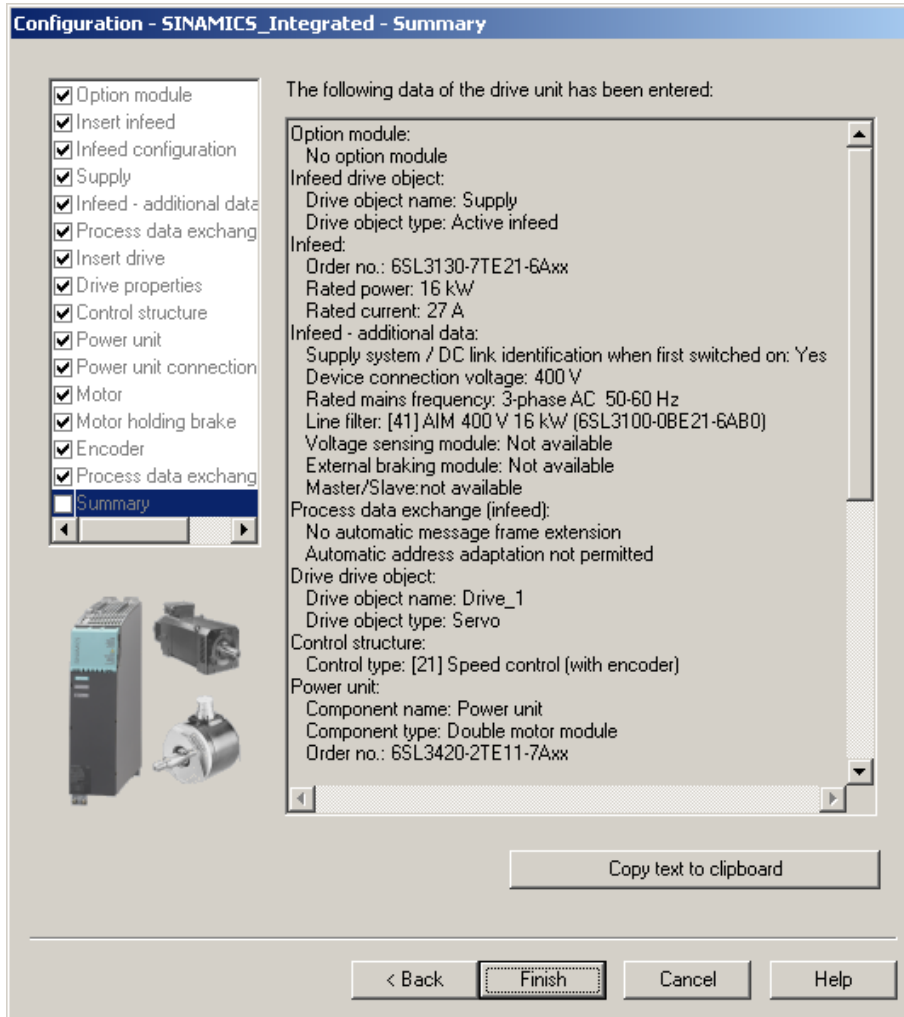 Configuration - SINAMICS_Integrated - Summary
Option module
Insert infeed
Infeed configuration
Supply
Infeed - additional data
Process data exchang
Insert drive
Drive properties
Control structure
Power unit
Power unit connection
Motor
Motor holding brake
Encoder
Process data exchang
Summary
The following data of the drive unit has been entered:
Option module:
No option module
Infeed drive object:
Drive object name: Supply
Drive object type: Active infeed
Infeed:
Order no.: 6SL3130-7TE21-6Axx
Rated power: 16 kW
Rated current: 27 A
Infeed - additional data:
Supply system / DC link identification when first switched on: Yes
Device connection voltage: 400 V
Rated mains frequency: 3-phase AC  50-60 Hz
Line filter: [41] AIM 400 V 16 kW (6SL3100-0BE21-6AB0)
Voltage sensing module: Not available
External braking module: Not available
Master/Slave:not available
Process data exchange (infeed):
No automatic message frame extension
Automatic address adaptation not permitted
Drive drive object:
Drive object name: Drive_1
Drive object type: Servo
Control structure:
Control type: [21] Speed control (with encoder)
Power unit:
Component name: Power unit
Component type: Double motor module
Order no.: 6SL3420-2TE11-7Axx
Copy text to clipboard
< Back
Finish
Cancel
Help